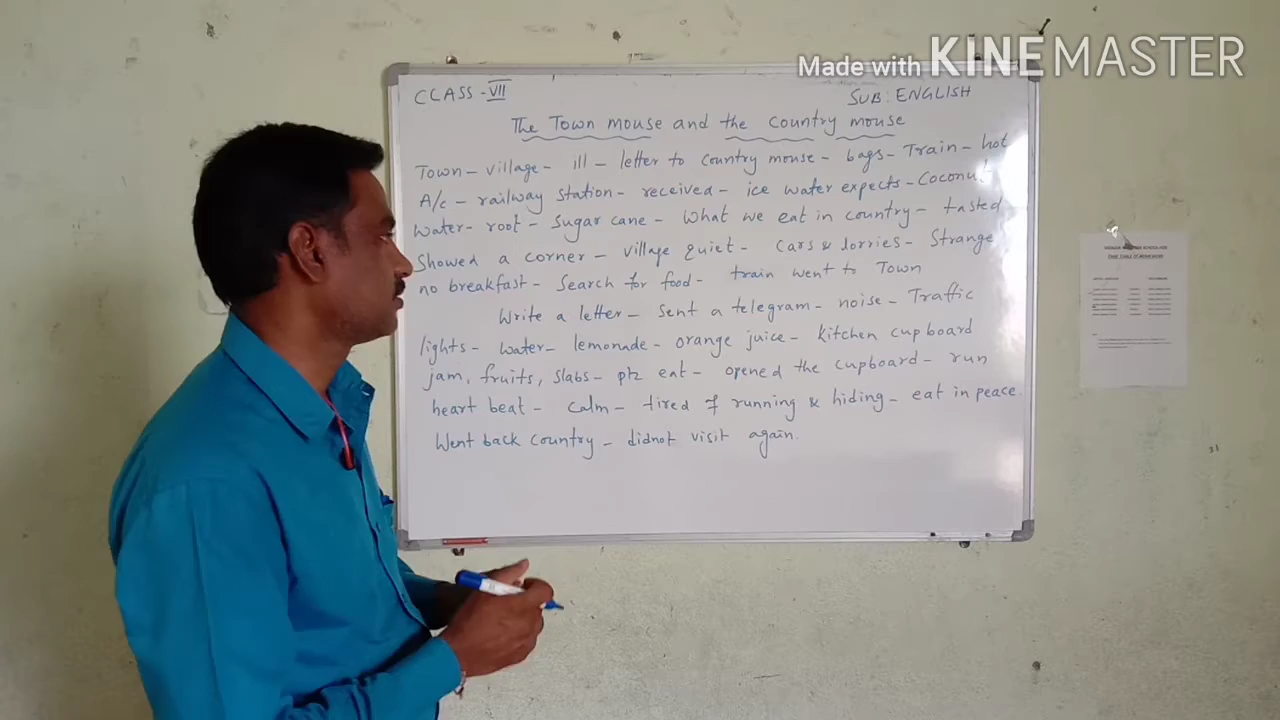 Made with KINEMASTER
CLASS - VII
SUB: ENGLISH
The Town mouse and the country mouse
Town - village - ill - letter to country mouse - bags - Train - hot
A/c - railway station - received - ice water expects - Coconut
water - root - Sugar cane - What we eat in country - tasted
Showed a corner - village quiet - cars & lorries - Strange
no breakfast - Search for food - train went to Town
Write a letter - Sent a telegram - noise - Traffic
lights - water - lemonade - orange juice - kitchen cupboard
jam, fruits, slabs - plz eat - opened the cupboard - run
heart beat - calm - tired of running & hiding - eat in peace.
Went back country - didnot visit again.